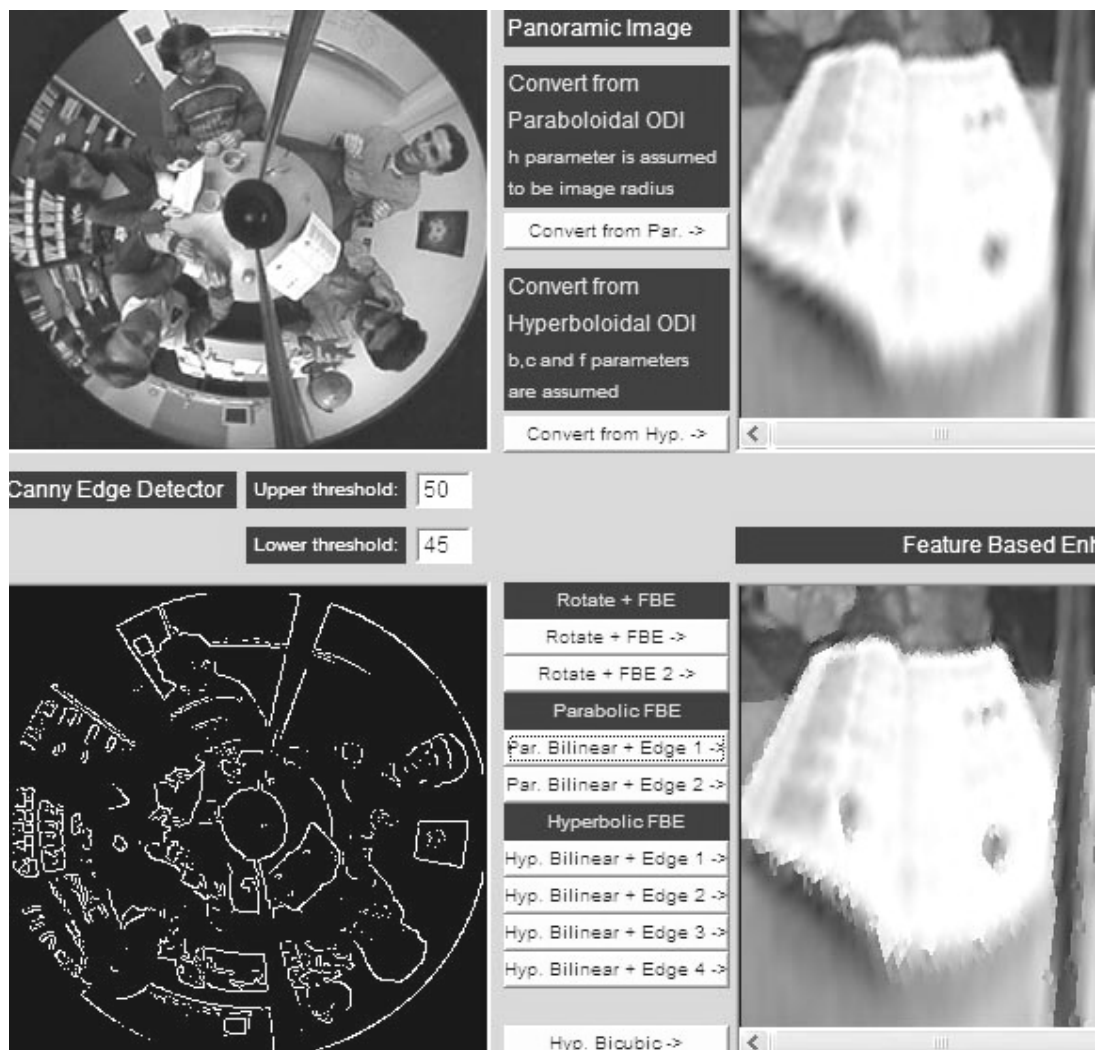 Panoramic Image
Convert from
Paraboloidal ODI
h parameter is assumed
to be image radius
Convert from Par. ->
Convert from
Hyperboloidal ODI
b,c and f parameters
are assumed
Convert from Hyp. ->
Canny Edge Detector
Upper threshold: 50
Lower threshold: 45
Feature Based Enh
Rotate + FBE
Rotate + FBE ->
Rotate + FBE 2 ->
Parabolic FBE
Par. Bilinear + Edge 1 ->
Par. Bilinear + Edge 2 ->
Hyperbolic FBE
Hyp. Bilinear + Edge 1 ->
Hyp. Bilinear + Edge 2 ->
Hyp. Bilinear + Edge 3 ->
Hyp. Bilinear + Edge 4 ->
Hyp. Bicubic ->